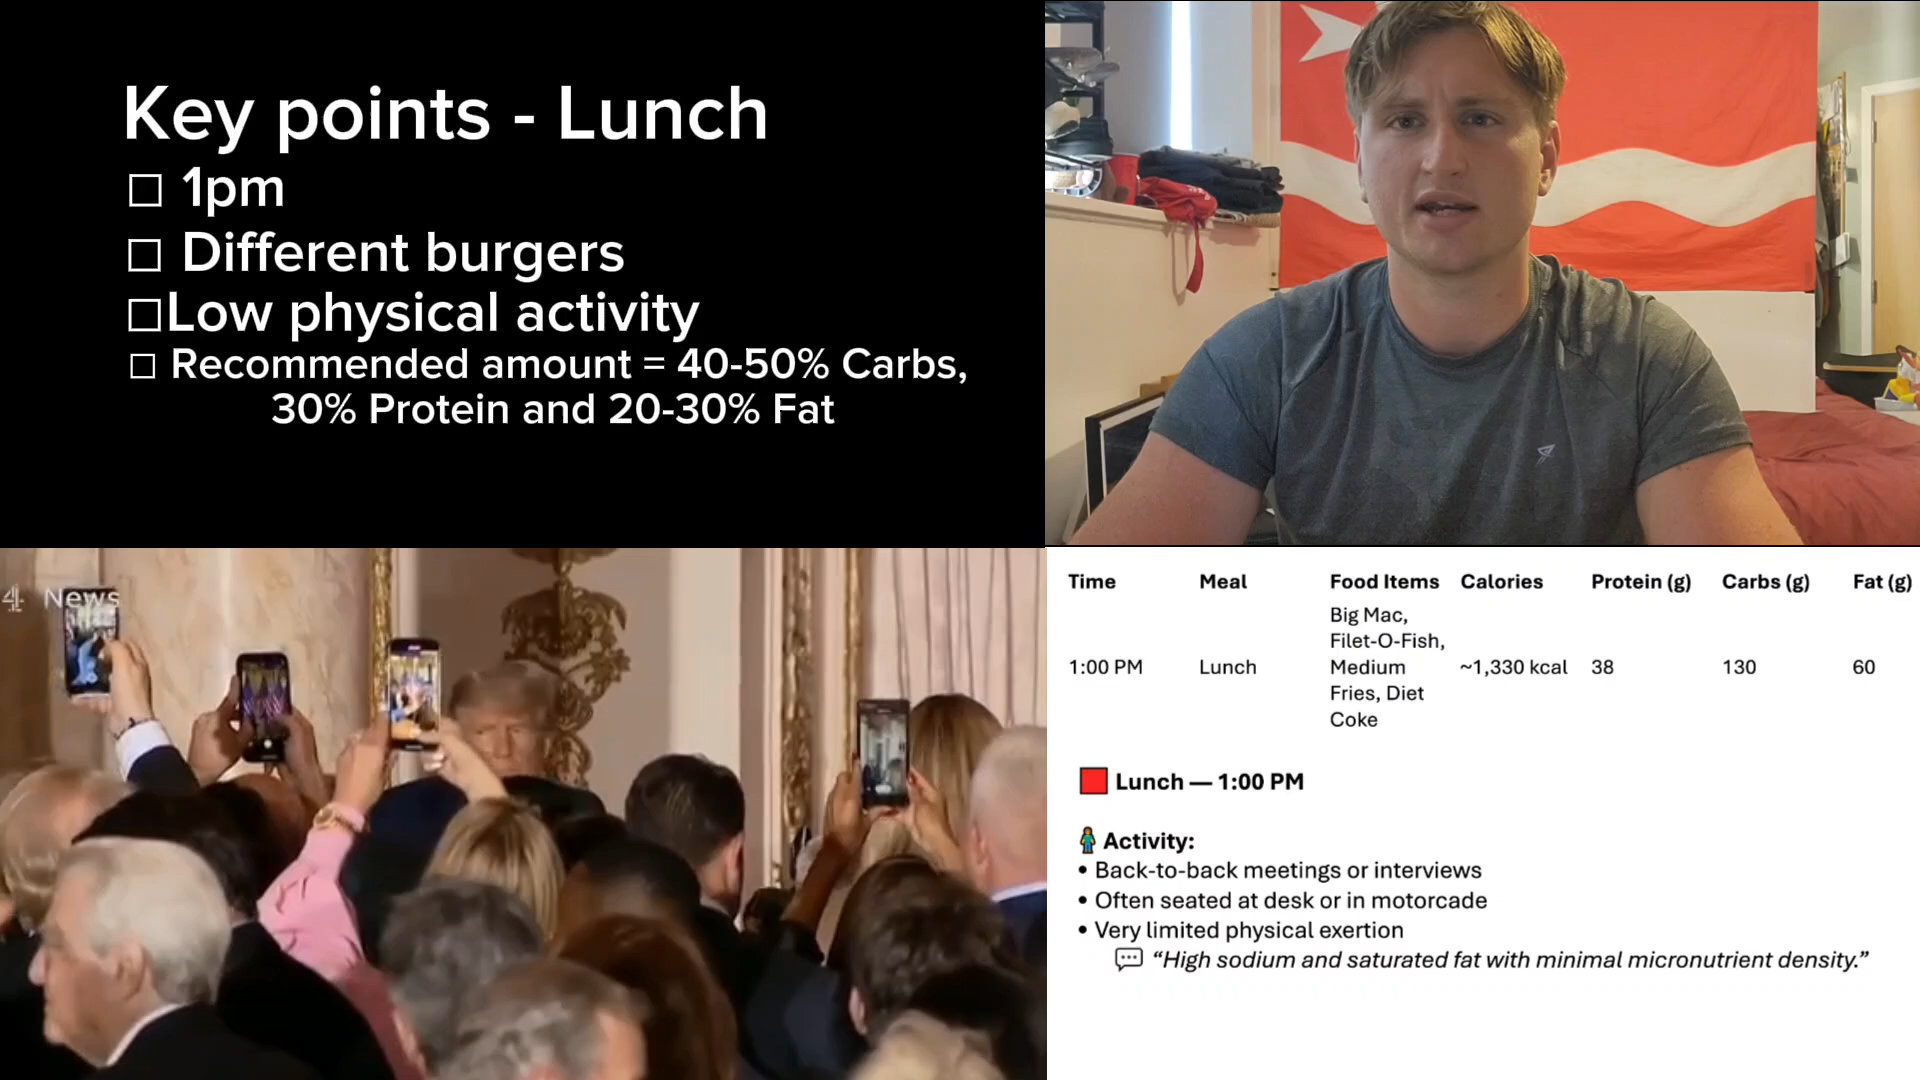 Key points - Lunch
☐ 1pm
☐ Different burgers
☐Low physical activity
☐ Recommended amount = 40-50% Carbs,
30% Protein and 20-30% Fat
4 News
Time Meal Food Items Calories Protein (g) Carbs (g) Fat (g)
Big Mac,
Filet-O-Fish,
1:00 PM Lunch Medium ~1,330 kcal 38 130 60
Fries, Diet
Coke
Lunch — 1:00 PM
Activity:
• Back-to-back meetings or interviews
• Often seated at desk or in motorcade
• Very limited physical exertion
“High sodium and saturated fat with minimal micronutrient density.”